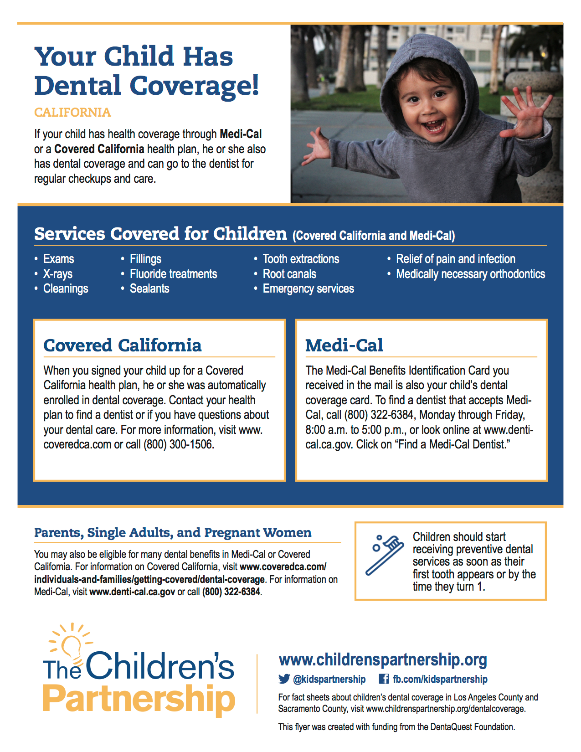 Your Child Has
Dental Coverage!
CALIFORNIA
If your child has health coverage through Medi-Cal
or a Covered California health plan, he or she also
has dental coverage and can go to the dentist for
regular checkups and care.
Services Covered for Children (Covered California and Medi-Cal)
• Exams
• X-rays
• Cleanings
• Fillings
• Fluoride treatments
• Sealants
• Tooth extractions
• Root canals
• Emergency services
• Relief of pain and infection
• Medically necessary orthodontics
Covered California
When you signed your child up for a Covered
California health plan, he or she was automatically
enrolled in dental coverage. Contact your health
plan to find a dentist or if you have questions about
your dental care. For more information, visit www.
coveredca.com or call (800) 300-1506.
Medi-Cal
The Medi-Cal Benefits Identification Card you
received in the mail is also your child's dental
coverage card. To find a dentist that accepts Medi-
Cal, call (800) 322-6384, Monday through Friday,
8:00 a.m. to 5:00 p.m., or look online at www.denti-
cal.ca.gov. Click on “Find a Medi-Cal Dentist.”
Parents, Single Adults, and Pregnant Women
You may also be eligible for many dental benefits in Medi-Cal or Covered
California. For information on Covered California, visit www.coveredca.com/
individuals-and-families/getting-covered/dental-coverage. For information on
Medi-Cal, visit www.denti-cal.ca.gov or call (800) 322-6384.
Children should start
receiving preventive dental
services as soon as their
first tooth appears or by the
time they turn 1.
The Children's
Partnership
www.childrenspartnership.org
@kidspartnership fb.com/kidspartnership
For fact sheets about children's dental coverage in Los Angeles County and
Sacramento County, visit www.childrenspartnership.org/dentalcoverage.
This flyer was created with funding from the DentaQuest Foundation.